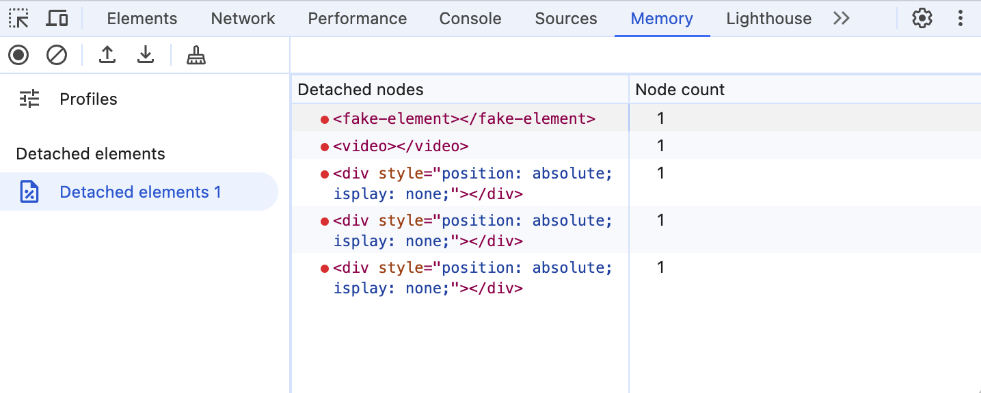 Elements Network Performance Console Sources Memory Lighthouse
Profiles
Detached elements
Detached elements 1
Detached nodes Node count
<fake-element></fake-element> 1
<video></video> 1
<div style="position: absolute; 1
isplay: none;"></div>
<div style="position: absolute; 1
isplay: none;"></div>
<div style="position: absolute; 1
isplay: none;"></div>